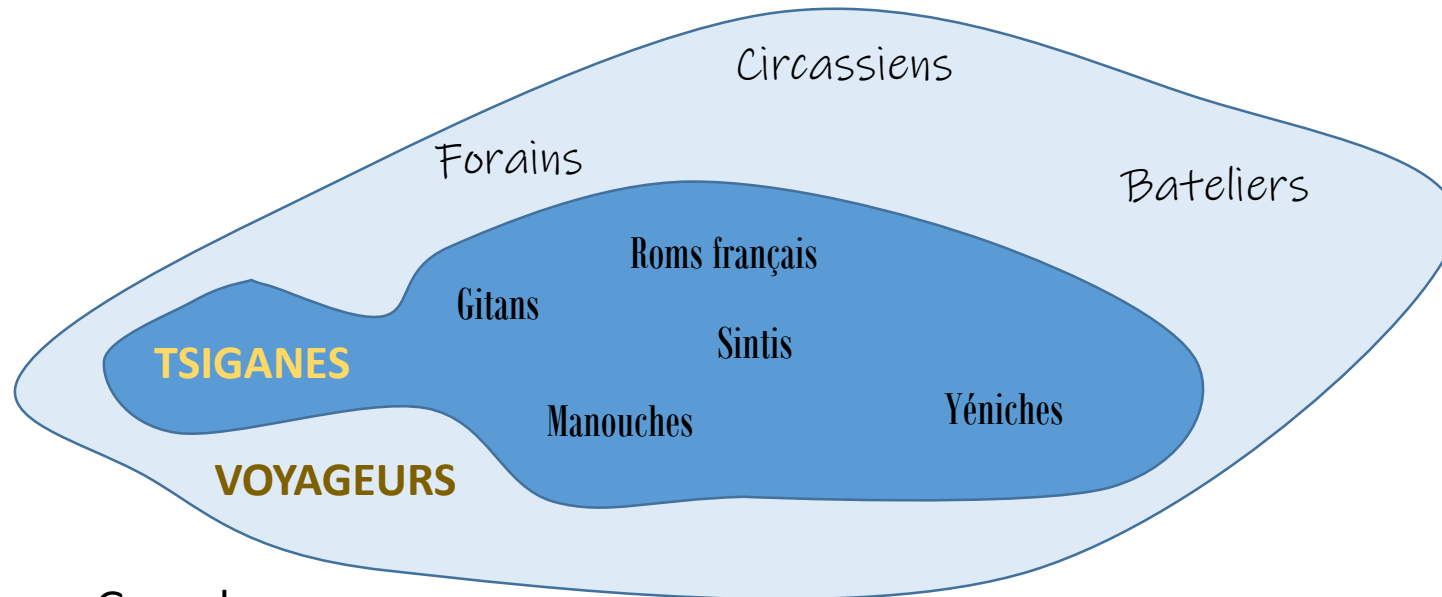 Circassiens
Forains
Bateliers
Roms français
Gitans
Sintis
TSIGANES
Manouches
Yéniches
VOYAGEURS